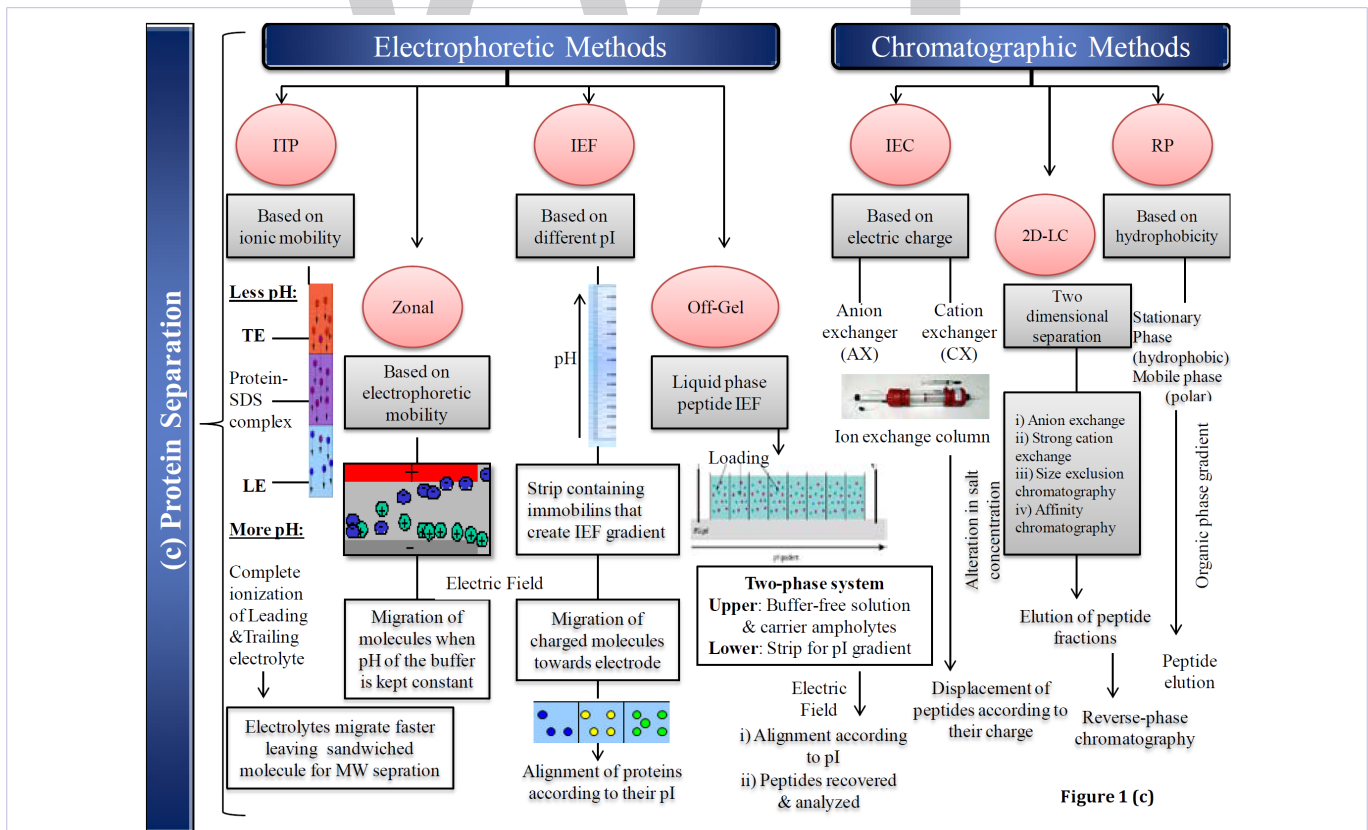 (c) Protein Separation
Electrophoretic Methods
ITP
Based on
ionic mobility
Less pH:
TE
Protein-
SDS
complex
LE
More pH:
Complete
ionization
of Leading
&Trailing
electrolyte
Electrolytes migrate faster
leaving sandwiched
molecule for MW sepration
Zonal
Based on
electrophoretic
mobility
+
-
Electric Field
Migration of
molecules when
pH of the buffer
is kept constant
IEF
Based on
different pI
pH
Strip containing
immobilins that
create IEF gradient
Migration of
charged molecules
towards electrode
Alignment of proteins
according to their pI
Off-Gel
Liquid phase
peptide IEF
Loading
Two-phase system
Upper: Buffer-free solution
& carrier ampholytes
Lower: Strip for pI gradient
Electric
Field
i) Alignment according
to pI
ii) Peptides recovered
& analyzed
Chromatographic Methods
IEC
Based on
electric charge
Anion
exchanger
(AX)
Cation
exchanger
(CX)
Ion exchange column
Alteration in salt
concentration
Displacement of
peptides according to
their charge
2D-LC
Two
dimensional
separation
i) Anion exchange
ii) Strong cation
exchange
iii) Size exclusion
chromatography
iv) Affinity
chromatography
Elution of peptide
fractions
Reverse-phase
chromatography
RP
Based on
hydrophobicity
Stationary
Phase
(hydrophobic)
Mobile phase
(polar)
Organic phase gradient
Peptide
elution
Figure 1 (c)